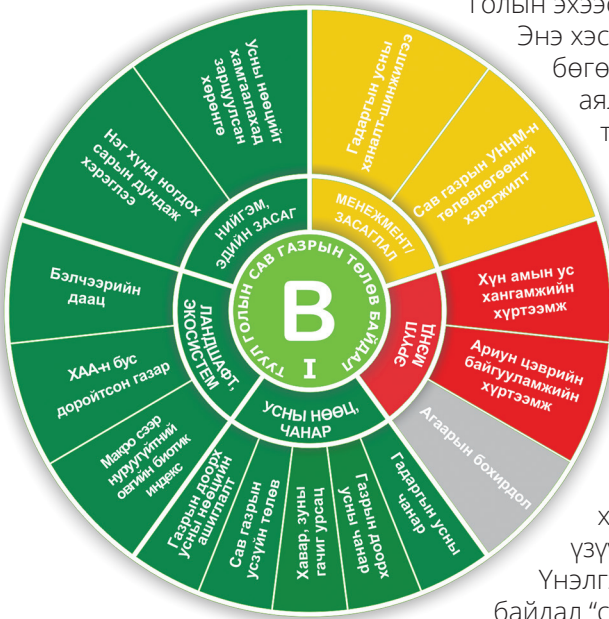 голын эхээс
Энэ хэс
бөгө
аял
т
Усны нөөцийг
хамгаалахад
зарцуулсан
хөрөнгө
Гадаргын усны
хяналт-шинжилгээ
Сав газрын УННМ-н
төлөвлөгөөний
хэрэгжилт
Нэг хүнд ногдох
сарын дундаж
хэрэглээ
НИЙГЭМ,
ЭДИЙН ЗАСАГ
МЕНЕЖМЕНТ/
ЗАСАГЛАЛ
Хүн амын ус
хангамжийн
хүртээмж
Ариун цэврийн
байгууламжийн
хүртээмж
Агаарын бохирдол
ЭРҮҮЛ
МЭНД
ТУУЛ ГОЛЫН САВ ГАЗРЫН ТӨЛӨВ БАЙДАЛ
B
I
Бэлчээрийн
даац
ХАА-н бус
доройтсон газар
Макро сээр
нуруугүйтний
овгийн биотик
индекс
ЛАНДШАФТ,
ЭКОСИСТЕМ
УСНЫ НӨӨЦ,
ЧАНАР
Газрын доорх
усны нөөцийн
ашиглалт
Сав газрын
усзүйн төлөв
Хавар, зуны
гачиг урсац
Газрын доорх
усны чанар
Гадаргын усны
чанар
х
үзүү
Үнэлг
байдал “с